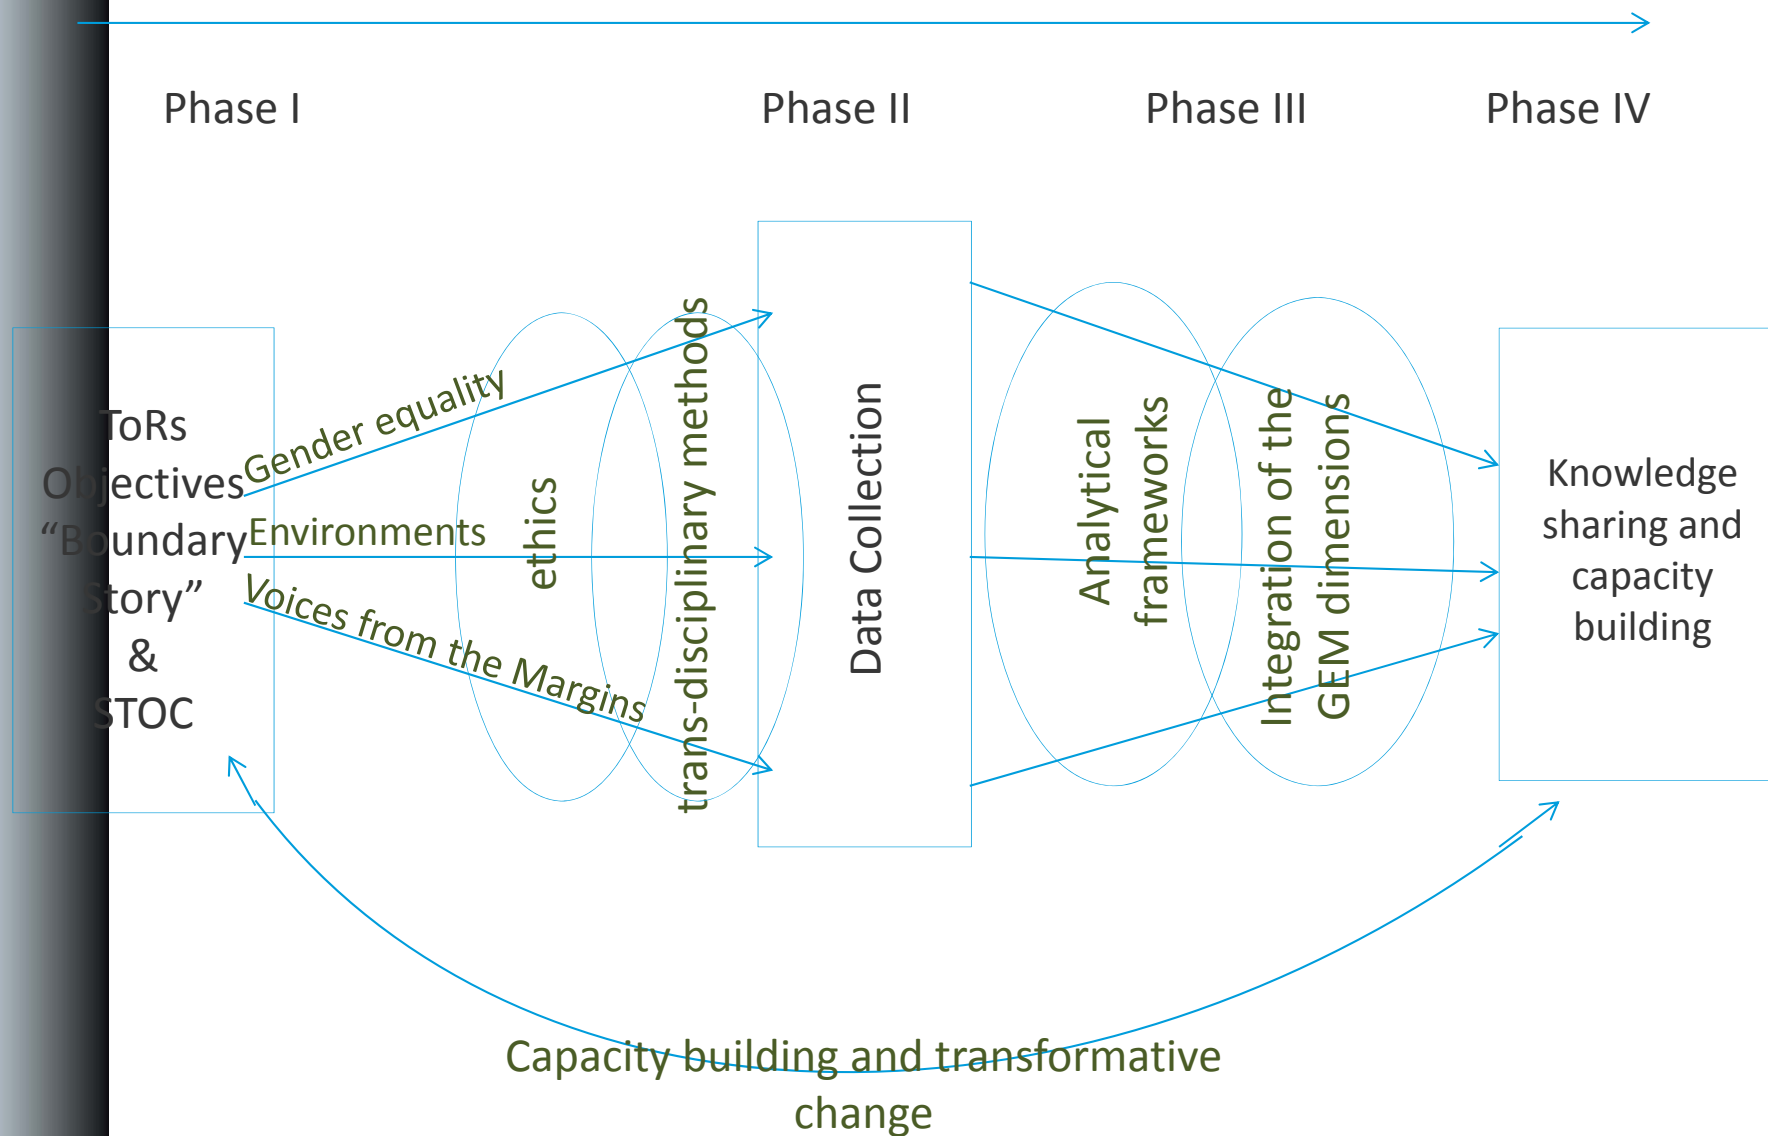 Phase I
Phase II
Phase III
Phase IV
ToRs
Objectives
“Boundary
Story”
&
STOC
Gender equality
Environments
Voices from the Margins
ethics
trans-disciplinary methods
Data Collection
Analytical
frameworks
Integration of the
GEM dimensions
Knowledge
sharing and
capacity
building
Capacity building and transformative
change